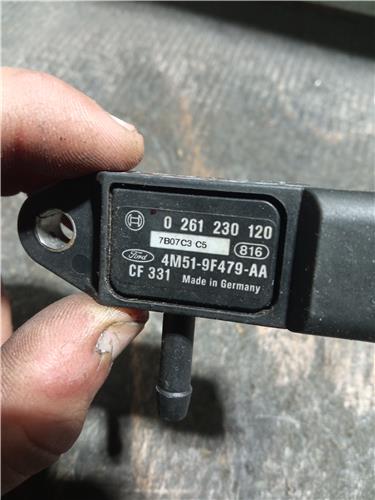 0 261 230 120
7B07C3 C5 816
Ford 4M51-9F479-AA
CF 331 Made in Germany